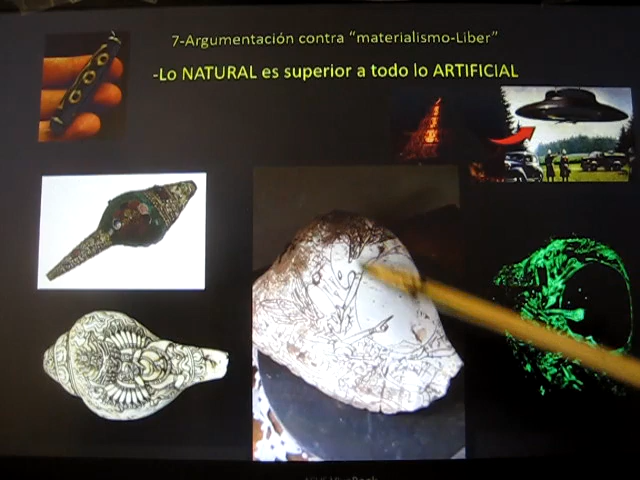 7-Argumentación contra "materialismo-Liber"
-Lo NATURAL es superior a todo lo ARTIFICIAL